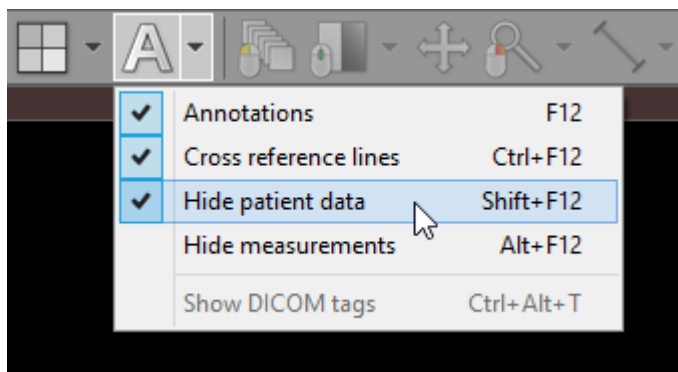 A
Annotations F12
Cross reference lines Ctrl+F12
Hide patient data Shift+F12
Hide measurements Alt+F12
Show DICOM tags Ctrl+Alt+T